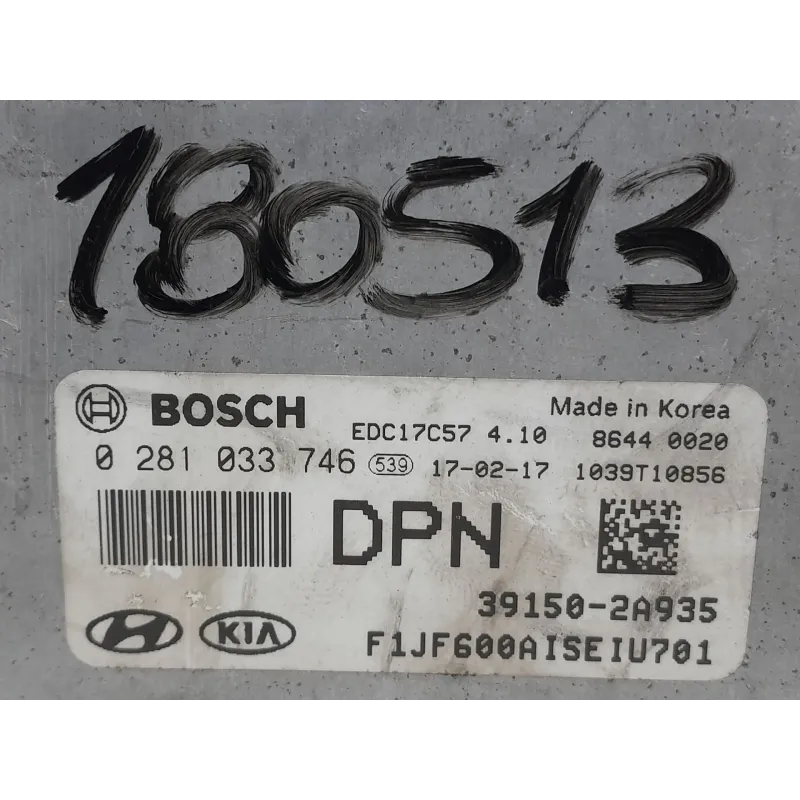 180513
BOSCH Made in Korea
EDC17C57 4.10 8644 0020
0 281 033 746 539 17-02-17 1039T10856
DPN
39150-2A935
KIA F1JF600AISEIU701